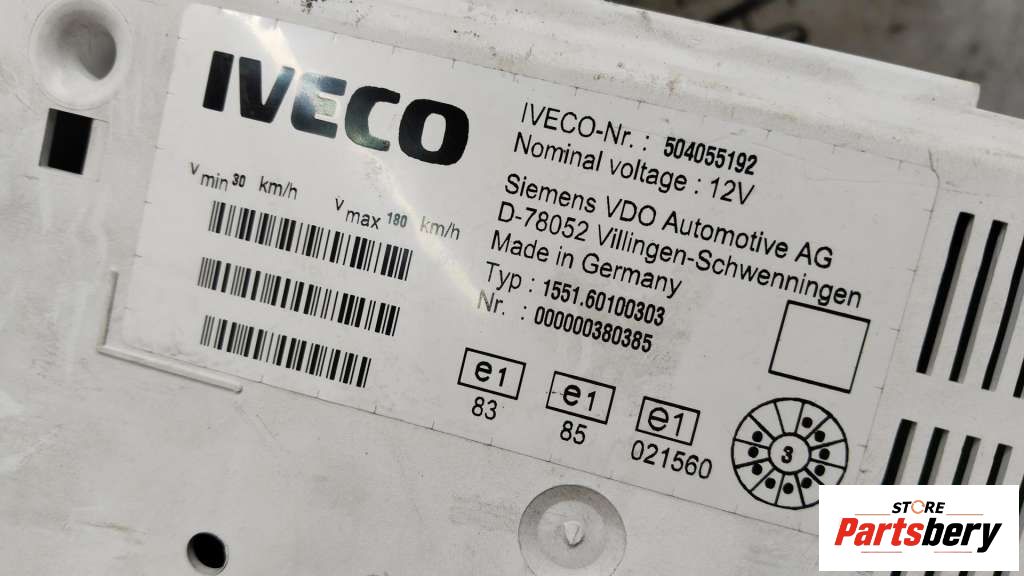 IVECO
V min 30 km/h V max 180 km/h
IVECO-Nr. : 504055192
Nominal voltage : 12V
Siemens VDO Automotive AG
D-78052 Villingen-Schwenningen
Made in Germany
Typ : 1551.60100303
Nr. : 000000380385
e1
83
e1
85
e1
021560
3
STORE
Partsbery